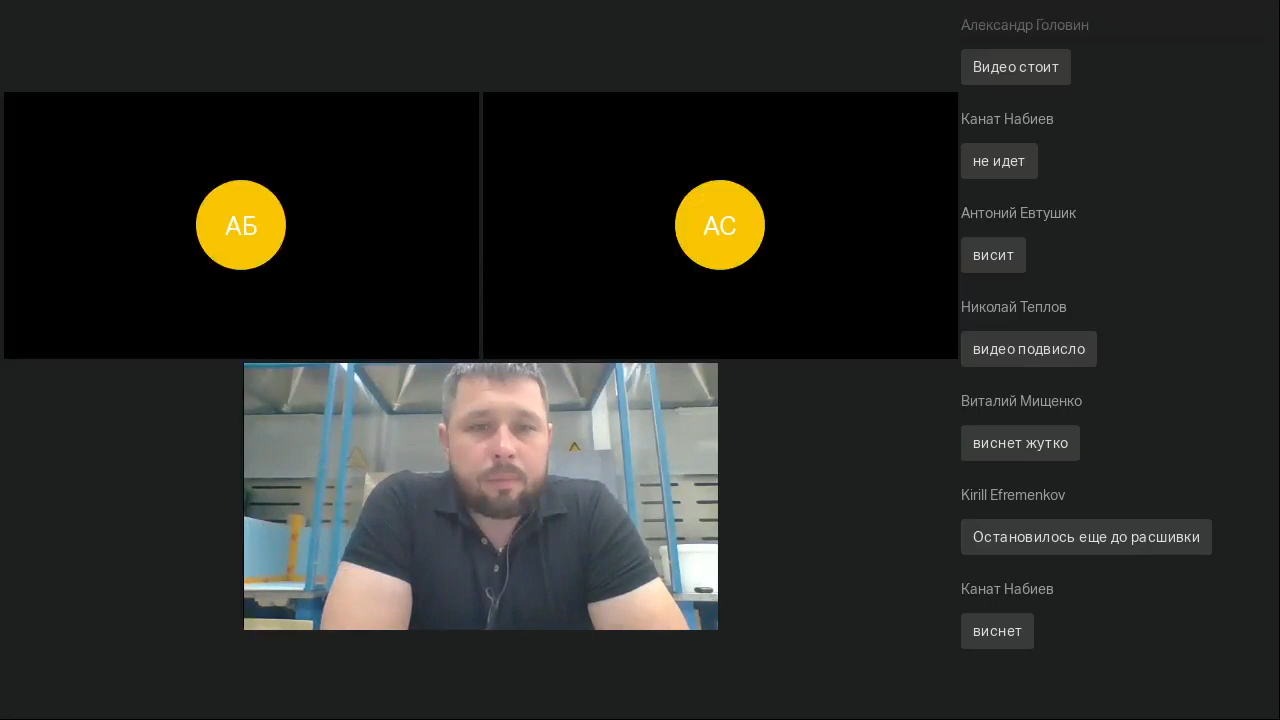 АБ
АС
Александр Головин
Видео стоит
Канат Набиев
не идет
Антоний Евтушик
висит
Николай Теплов
видео подвисло
Виталий Мищенко
виснет жутко
Kirill Efremenkov
Остановилось еще до расшивки
Канат Набиев
виснет